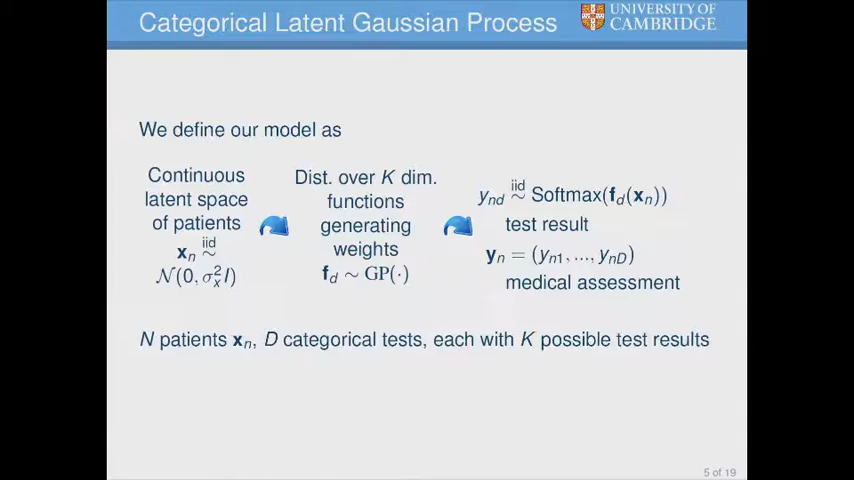 Categorical Latent Gaussian Process
UNIVERSITY OF
CAMBRIDGE
We define our model as
Continuous
latent space
of patients
xₙ iid∼
𝒩(0, σₓ²I)
Dist. over K dim.
functions
generating
weights
f_d ∼ GP(·)
y_nd iid∼ Softmax(f_d(xₙ))
test result
yₙ = (y_n1, ..., y_nD)
medical assessment
N patients xₙ, D categorical tests, each with K possible test results
5 of 19